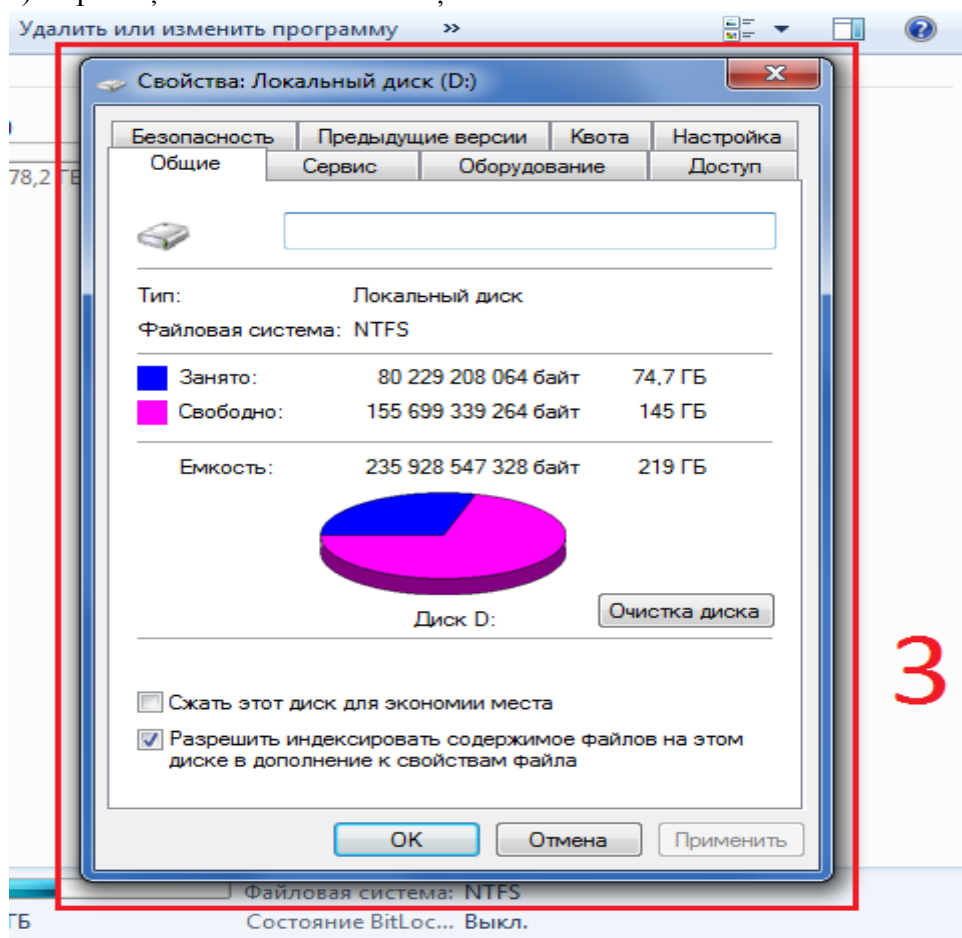 Удалить или изменить программу »
Свойства: Локальный диск (D:)
Безопасность Предыдущие версии Квота Настройка
Общие Сервис Оборудование Доступ
78,2 ГБ
Тип: Локальный диск
Файловая система: NTFS
Занято: 80 229 208 064 байт 74,7 ГБ
Свободно: 155 699 339 264 байт 145 ГБ
Емкость: 235 928 547 328 байт 219 ГБ
Диск D: Очистка диска
3
Сжать этот диск для экономии места
Разрешить индексировать содержимое файлов на этом
диске в дополнение к свойствам файла
OK Отмена Применить
Файловая система: NTFS
ГБ Состояние BitLoc... Выкл.